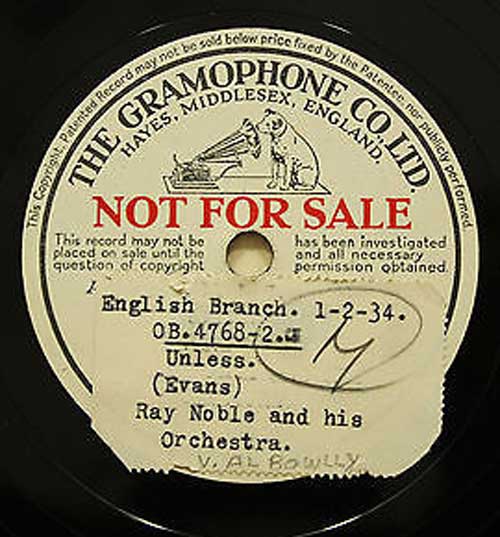 This Copyright, Patented Record may not be sold below price fixed by the Patentee, nor publicly performed.
THE GRAMOPHONE CO. LTD.
HAYES, MIDDLESEX, ENGLAND.
NOT FOR SALE
This record may not be has been investigated
placed on sale until the and all necessary
question of copyright permission obtained.
English Branch. 1-2-34.
OB.4768-2.
Unless.
(Evans)
Ray Noble and his
Orchestra.
V. AL BOWLLY